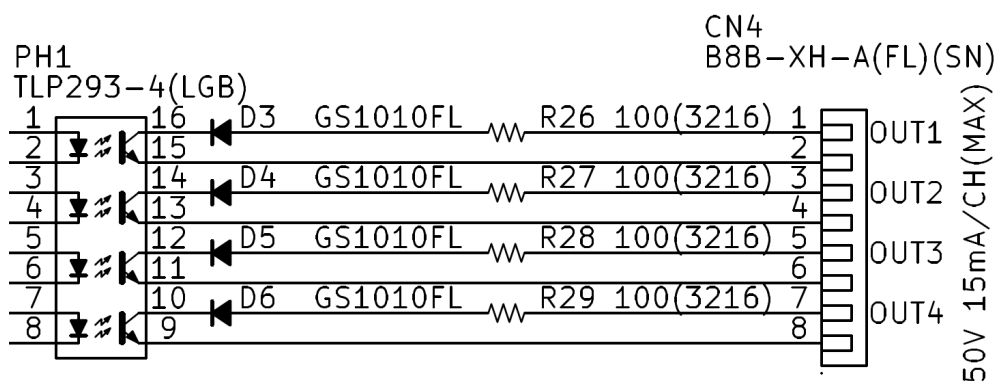 CN4
B8B-XH-A(FL)(SN)
PH1
TLP293-4(LGB)
1 16 D3 GS1010FL R26 100(3216) 1 OUT1
2 15 2
3 14 D4 GS1010FL R27 100(3216) 3 OUT2
4 13 4
5 12 D5 GS1010FL R28 100(3216) 5 OUT3
6 11 6
7 10 D6 GS1010FL R29 100(3216) 7 OUT4
8 9 8
50V 15mA/CH(MAX)